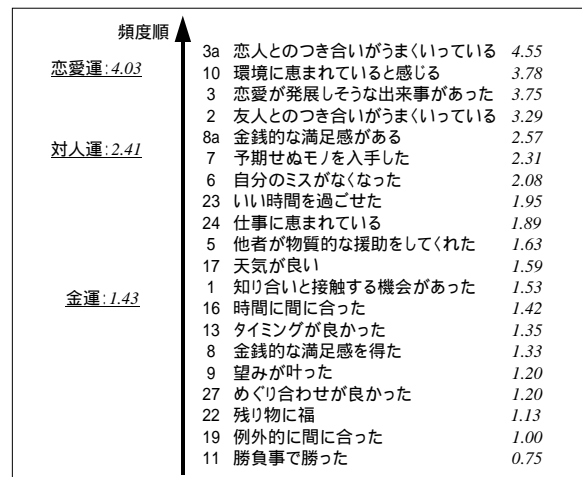 頻度順
恋愛運:4.03
対人運:2.41
金運:1.43
3a 恋人とのつき合いがうまくいっている 4.55
10 環境に恵まれていると感じる 3.78
3 恋愛が発展しそうな出来事があった 3.75
2 友人とのつき合いがうまくいっている 3.29
8a 金銭的な満足感がある 2.57
7 予期せぬモノを入手した 2.31
6 自分のミスがなくなった 2.08
23 いい時間を過ごせた 1.95
24 仕事に恵まれている 1.89
5 他者が物質的な援助をしてくれた 1.63
17 天気が良い 1.59
1 知り合いと接触する機会があった 1.53
16 時間に間に合った 1.42
13 タイミングが良かった 1.35
8 金銭的な満足感を得た 1.33
9 望みが叶った 1.20
27 めぐり合わせが良かった 1.20
22 残り物に福 1.13
19 例外的に間に合った 1.00
11 勝負事で勝った 0.75